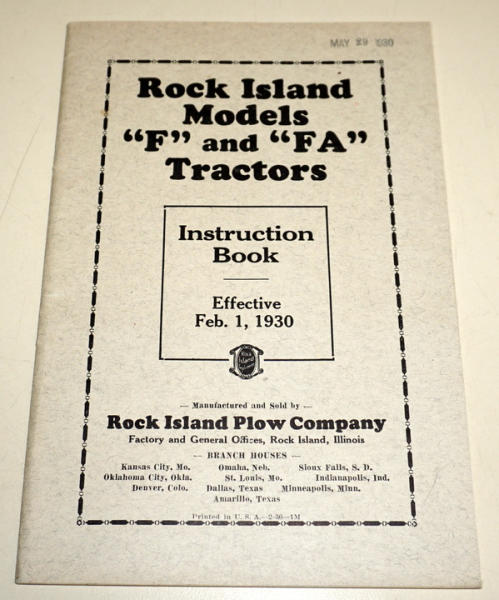 MAY 29 1930
Rock Island
Models
"F" and "FA"
Tractors
Instruction
Book
Effective
Feb. 1, 1930
Rock
Island
— Manufactured and Sold by —
Rock Island Plow Company
Factory and General Offices, Rock Island, Illinois
— BRANCH HOUSES —
Kansas City, Mo. Omaha, Neb. Sioux Falls, S. D.
Oklahoma City, Okla. St. Louis, Mo. Indianapolis, Ind.
Denver, Colo. Dallas, Texas Minneapolis, Minn.
Amarillo, Texas
Printed in U. S. A.—2-30—1M